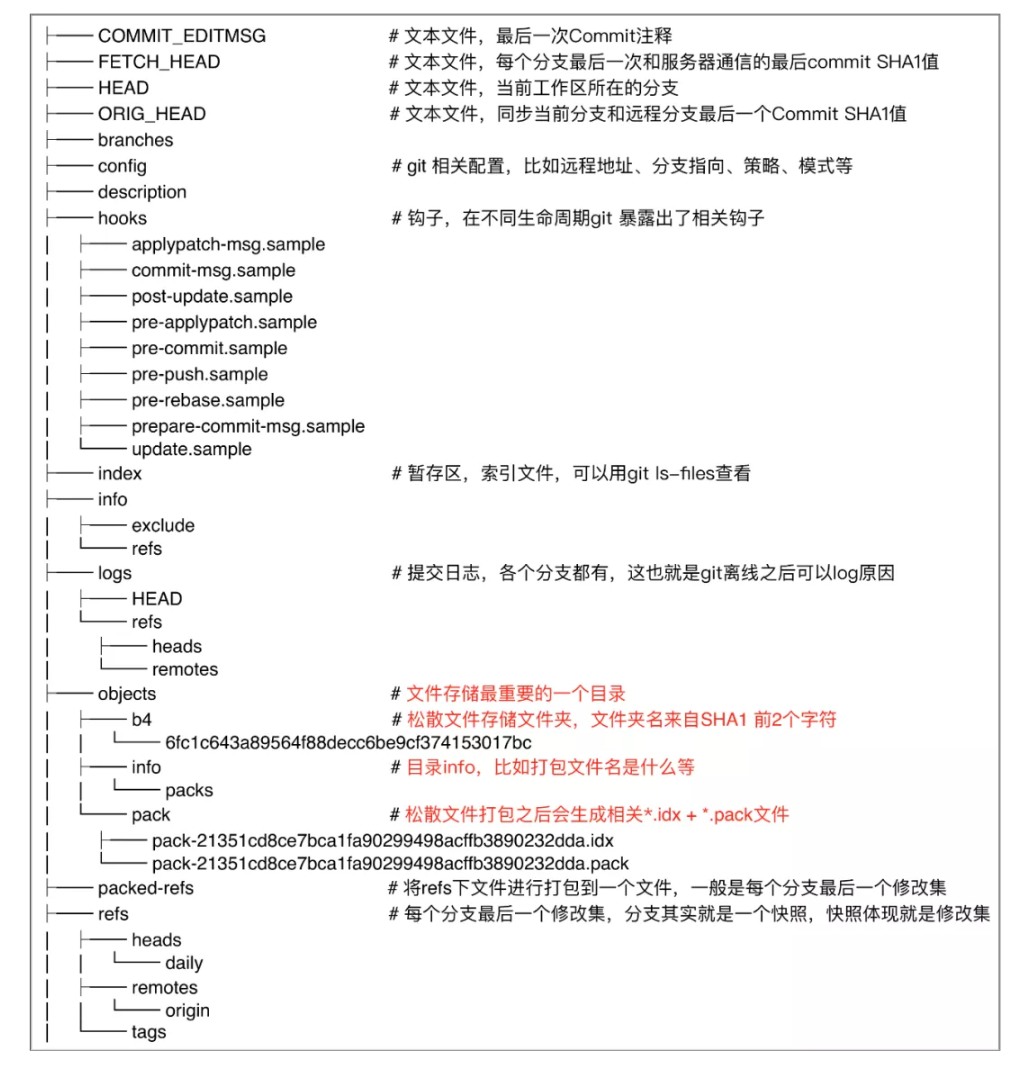 ├── COMMIT_EDITMSG # 文本文件，最后一次Commit注释
├── FETCH_HEAD # 文本文件，每个分支最后一次和服务器通信的最后commit SHA1值
├── HEAD # 文本文件，当前工作区所在的分支
├── ORIG_HEAD # 文本文件，同步当前分支和远程分支最后一个Commit SHA1值
├── branches
├── config # git 相关配置，比如远程地址、分支指向、策略、模式等
├── description
├── hooks # 钩子，在不同生命周期git 暴露出了相关钩子
│ ├── applypatch-msg.sample
│ ├── commit-msg.sample
│ ├── post-update.sample
│ ├── pre-applypatch.sample
│ ├── pre-commit.sample
│ ├── pre-push.sample
│ ├── pre-rebase.sample
│ ├── prepare-commit-msg.sample
│ └── update.sample
├── index # 暂存区，索引文件，可以用git ls-files查看
├── info
│ ├── exclude
│ └── refs
├── logs # 提交日志，各个分支都有，这也就是git离线之后可以log原因
│ ├── HEAD
│ └── refs
│ ├── heads
│ └── remotes
├── objects # 文件存储最重要的一个目录
│ ├── b4 # 松散文件存储文件夹，文件夹名来自SHA1 前2个字符
│ │ └── 6fc1c643a89564f88decc6be9cf374153017bc
│ ├── info # 目录info，比如打包文件名是什么等
│ │ └── packs
│ └── pack # 松散文件打包之后会生成相关*.idx + *.pack文件
│ ├── pack-21351cd8ce7bca1fa90299498acffb3890232dda.idx
│ └── pack-21351cd8ce7bca1fa90299498acffb3890232dda.pack
├── packed-refs # 将refs下文件进行打包到一个文件，一般是每个分支最后一个修改集
├── refs # 每个分支最后一个修改集，分支其实就是一个快照，快照体现就是修改集
│ ├── heads
│ │ └── daily
│ ├── remotes
│ │ └── origin
│ └── tags